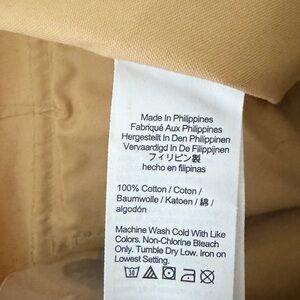 Made In Philippines
Fabriqué Aux Philippines
Hergestellt In Den Philippinen
Vervaardigd In De Filippijnen
フィリピン製
hecho en filipinas
100% Cotton / Coton /
Baumwolle / Katoen / 綿 /
algodón
Machine Wash Cold With Like
Colors. Non-Chlorine Bleach
Only. Tumble Dry Low. Iron on
Lowest Setting.